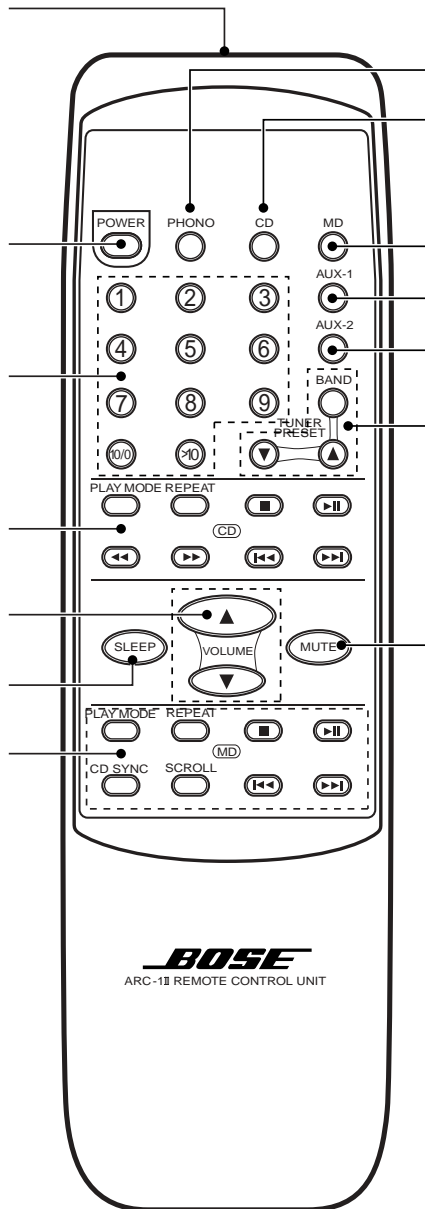 POWER PHONO CD MD
1 2 3 AUX-1
4 5 6 AUX-2
7 8 9 BAND
TUNER
PRESET
10/0 >10
PLAY MODE REPEAT
CD
SLEEP VOLUME MUTE
PLAY MODE REPEAT
MD
CD SYNC SCROLL
BOSE
ARC-1II REMOTE CONTROL UNIT